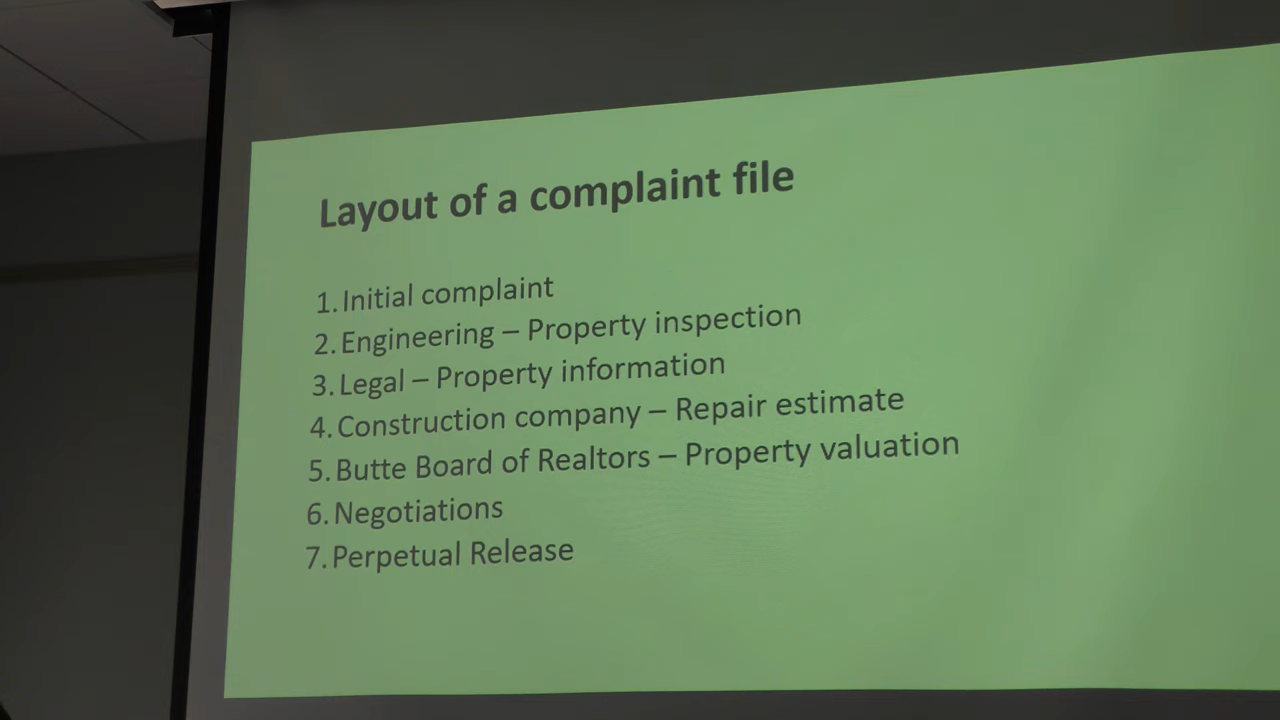 Layout of a complaint file
1. Initial complaint
2. Engineering – Property inspection
3. Legal – Property information
4. Construction company – Repair estimate
5. Butte Board of Realtors – Property valuation
6. Negotiations
7. Perpetual Release